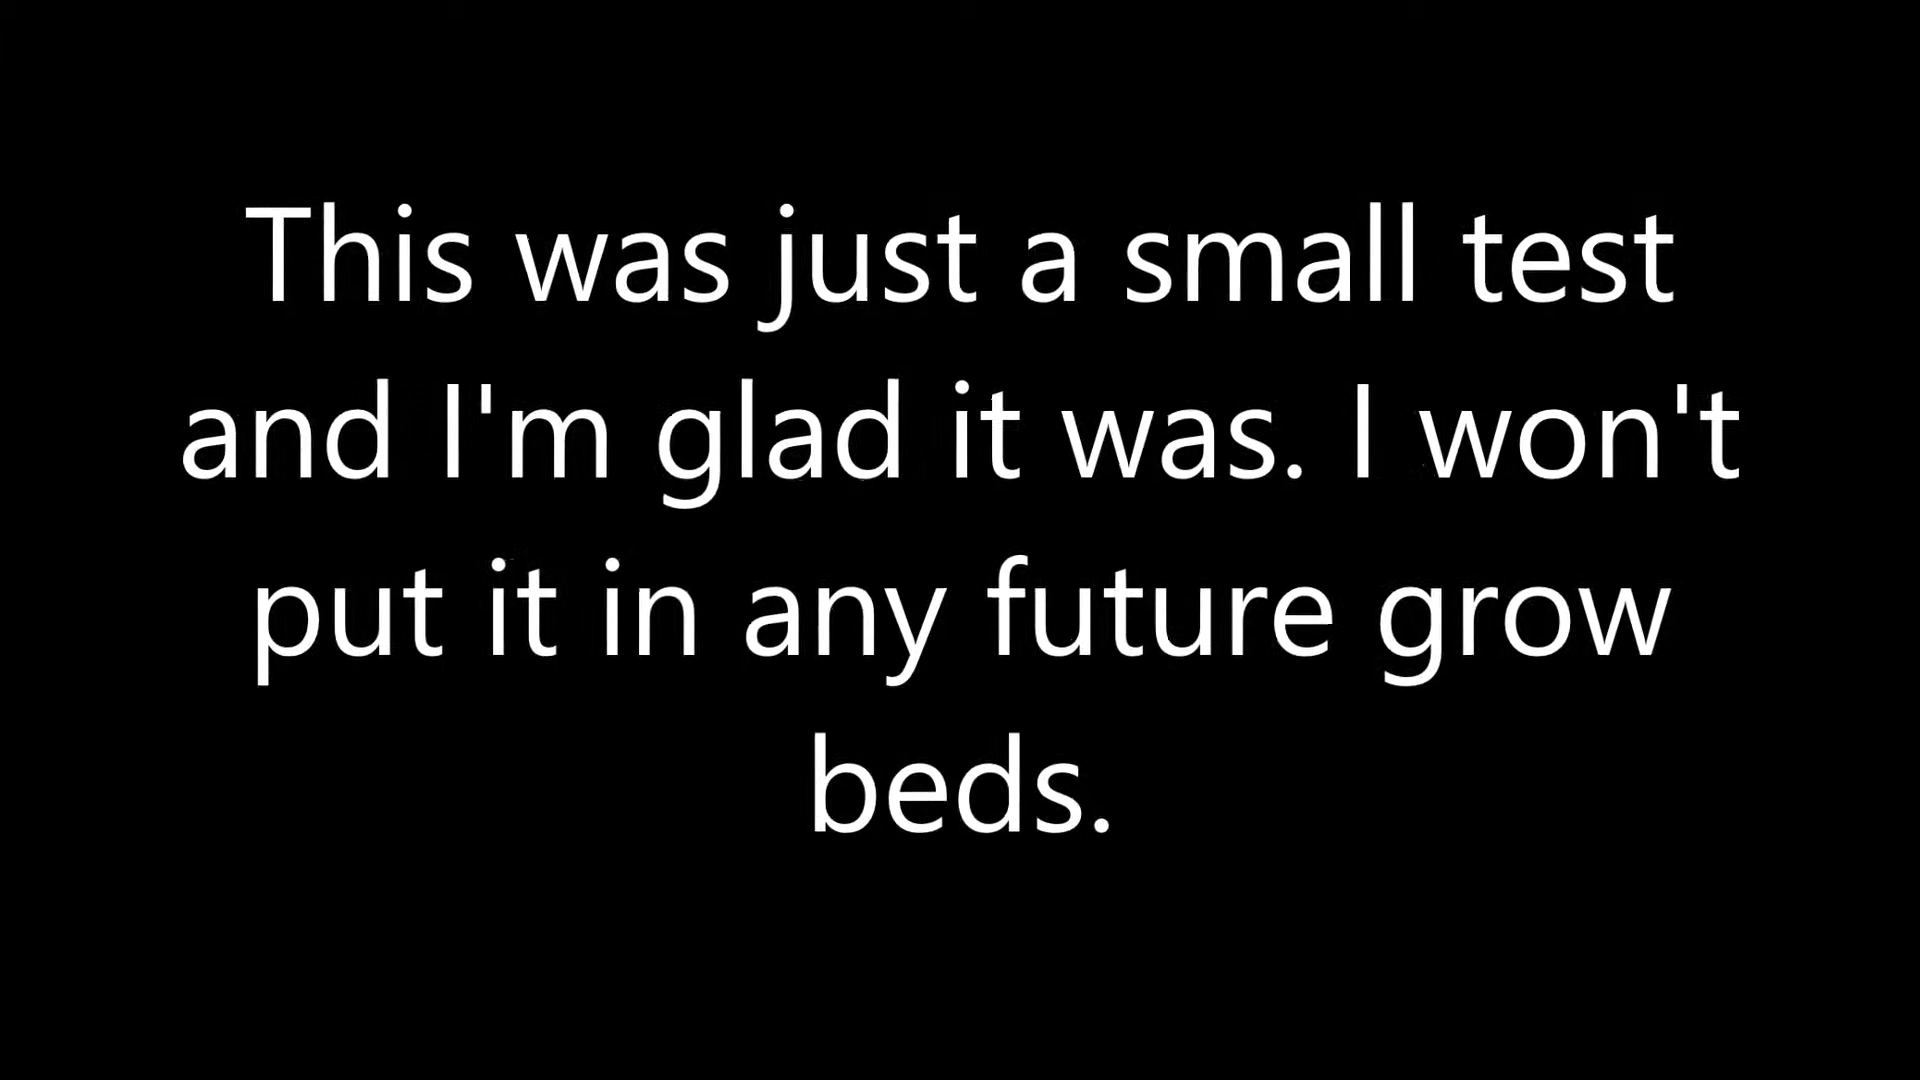 This was just a small test
and I'm glad it was. I won't
put it in any future grow
beds.